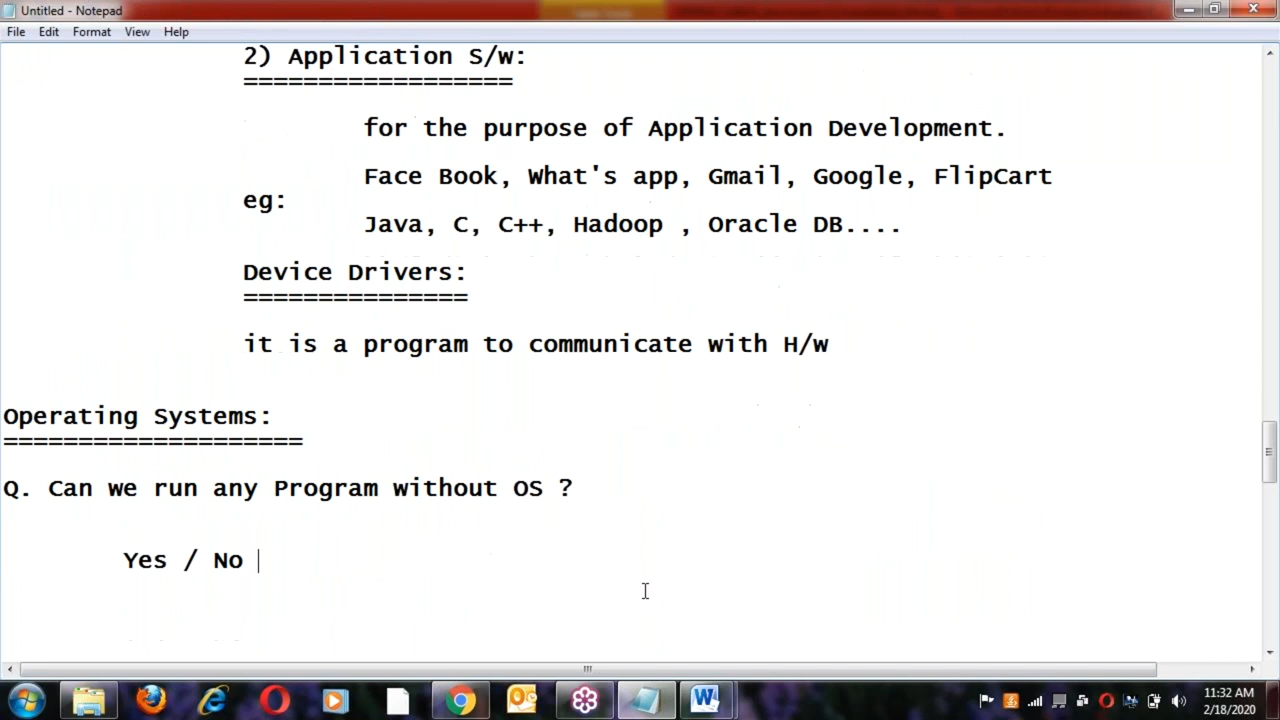 Untitled - Notepad
File Edit Format View Help
2) Application S/w:
==================
for the purpose of Application Development.
Face Book, What's app, Gmail, Google, FlipCart
eg:
Java, C, C++, Hadoop , Oracle DB....
Device Drivers:
===============
it is a program to communicate with H/w
Operating Systems:
====================
Q. Can we run any Program without OS ?
Yes / No
11:32 AM
2/18/2020